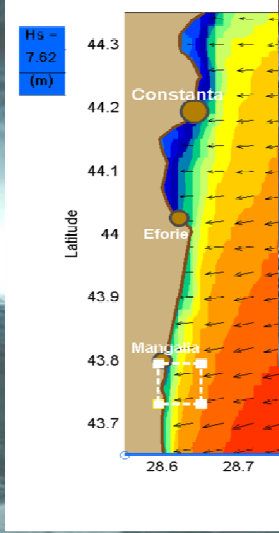 Hs =
7.62
(m)
44.3
Constanta
44.2
44.1
44
Eforie
Latitude
43.9
Mangalia
43.8
43.7
28.6 28.7